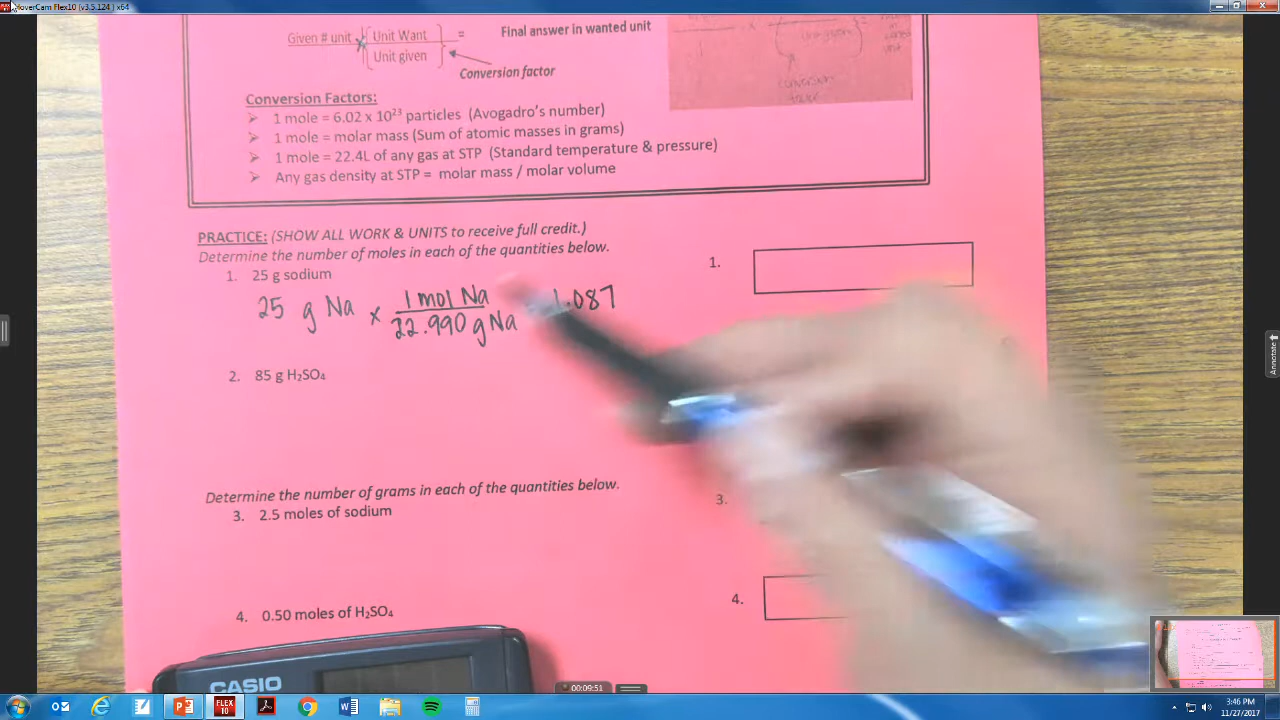 HoverCam Flex10 (v3.5.124) x64
Given # unit x Unit Want = Final answer in wanted unit
Unit given
Conversion factor
Conversion Factors:
➢ 1 mole = 6.02 x 10²³ particles (Avogadro's number)
➢ 1 mole = molar mass (Sum of atomic masses in grams)
➢ 1 mole = 22.4L of any gas at STP (Standard temperature & pressure)
➢ Any gas density at STP = molar mass / molar volume
PRACTICE: (SHOW ALL WORK & UNITS to receive full credit.)
Determine the number of moles in each of the quantities below.
1. 25 g sodium
1.
25 g Na x 1 mol Na
22.990 g Na
1.087
2. 85 g H₂SO₄
Determine the number of grams in each of the quantities below.
3. 2.5 moles of sodium
3.
4. 0.50 moles of H₂SO₄
4.
CASIO
Annotate
00:09:51
FLEX 10
3:46 PM
11/27/2017